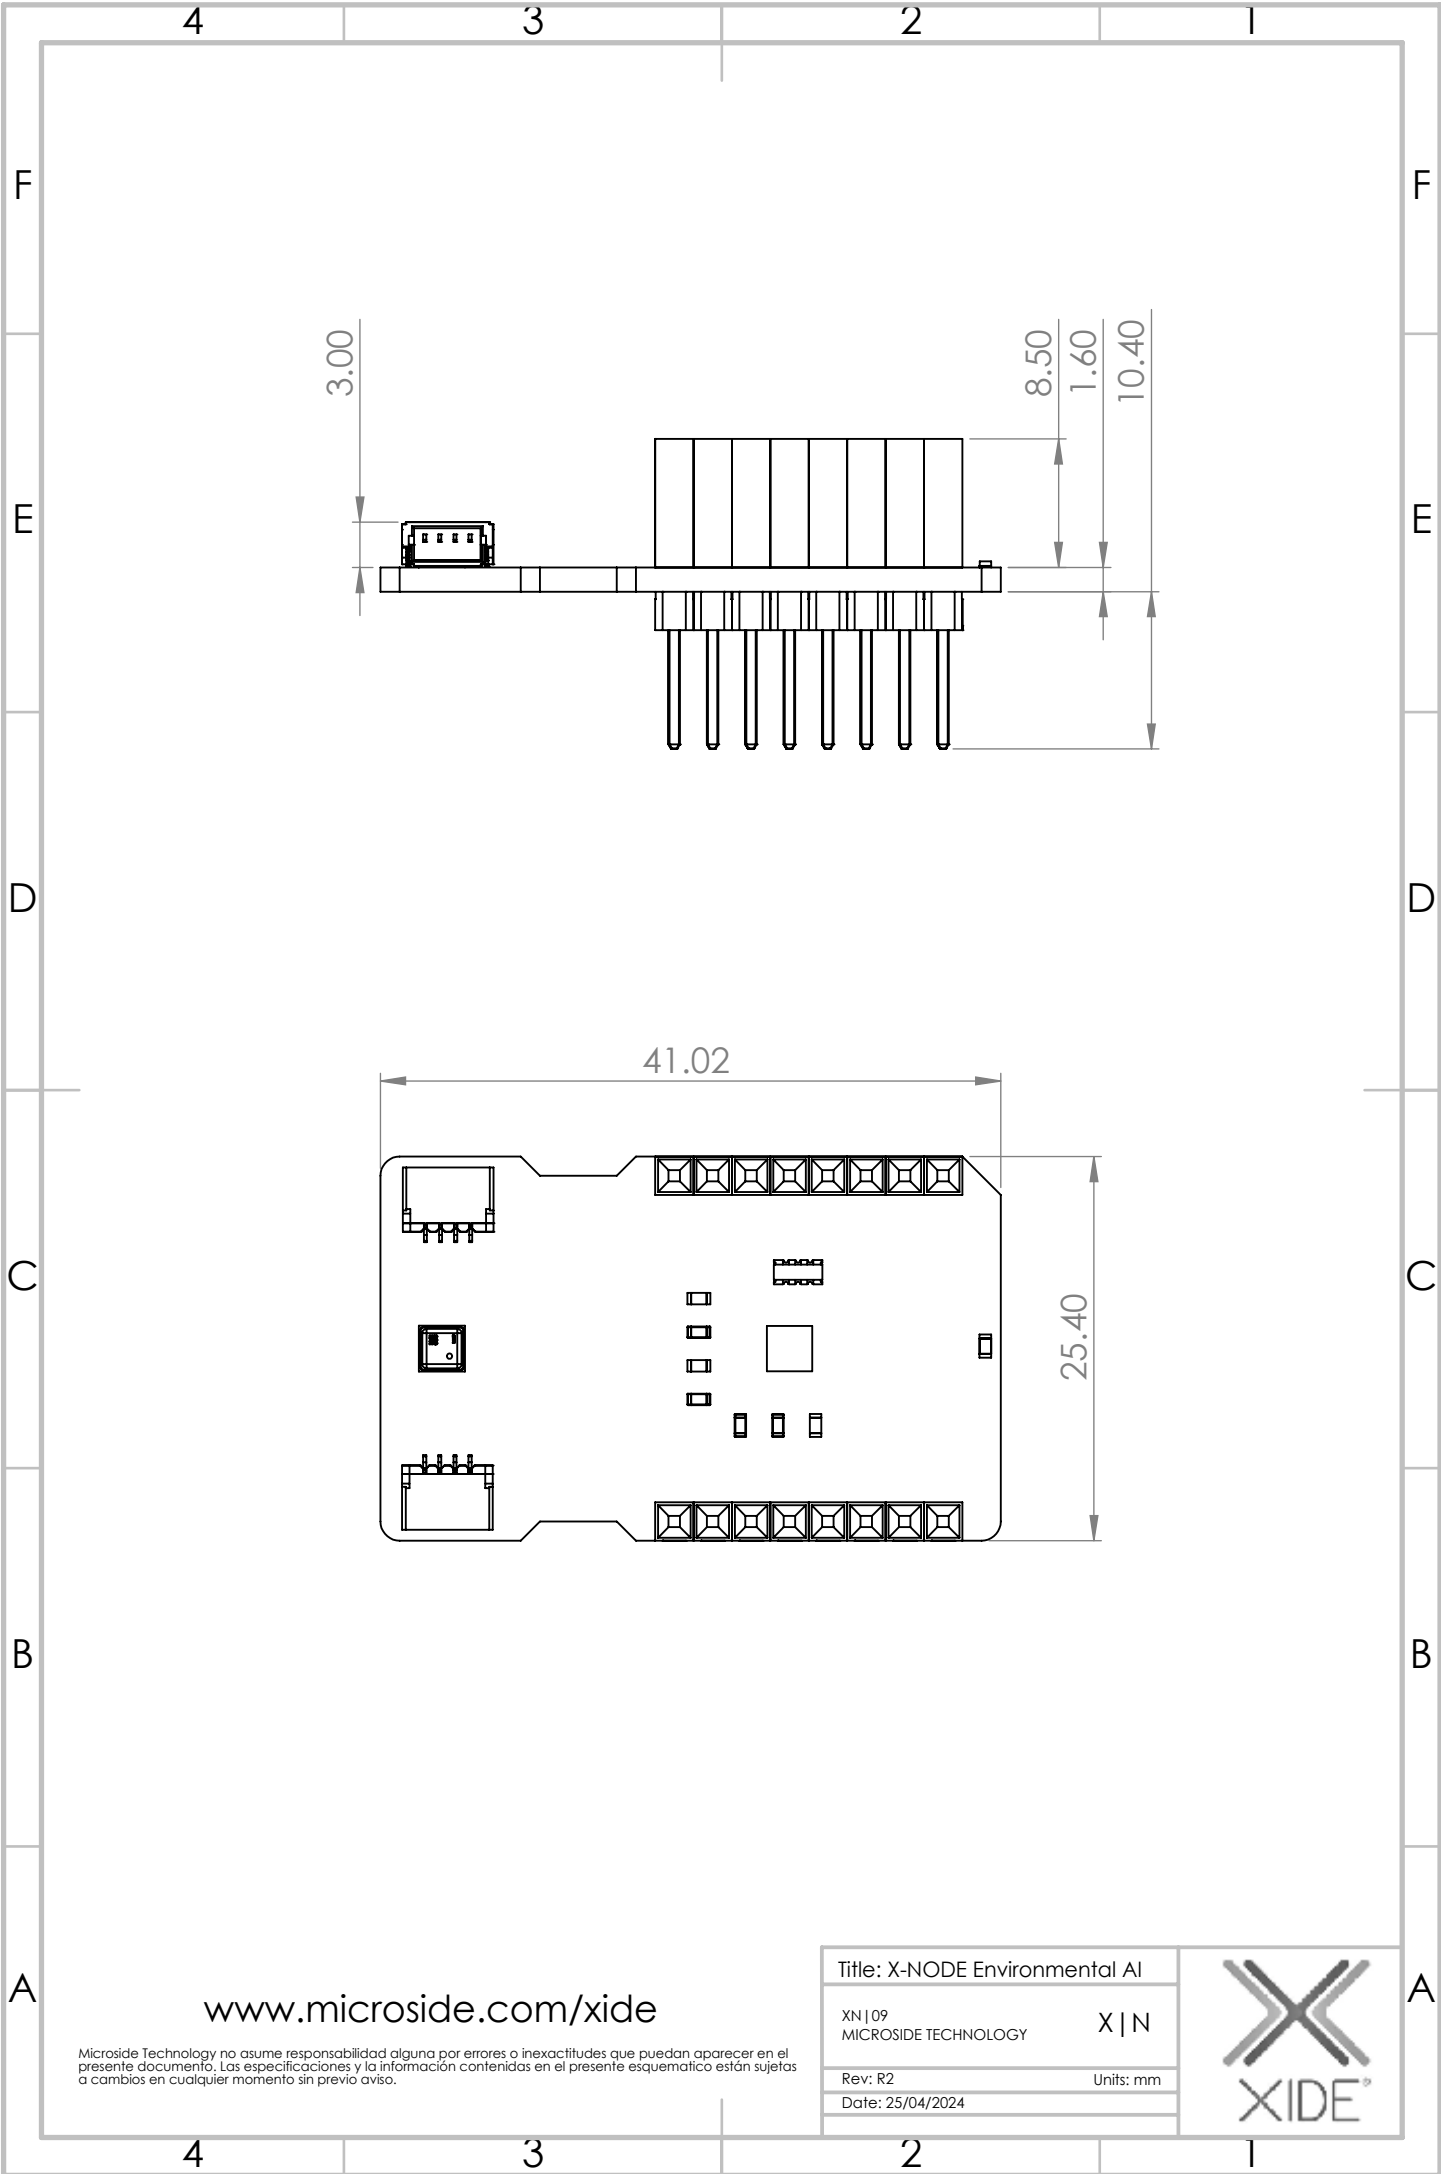 4 3 2 1
F F
3.00 8.50 1.60 10.40
E E
D D
41.02
C C
25.40
B B
A A
www.microside.com/xide
Microside Technology no asume responsabilidad alguna por errores o inexactitudes que puedan aparecer en el
presente documento. Las especificaciones y la información contenidas en el presente esquematico están sujetas
a cambios en cualquier momento sin previo aviso.
Title: X-NODE Environmental AI
XN|09
MICROSIDE TECHNOLOGY X|N
Rev: R2 Units: mm
Date: 25/04/2024
XIDE®
4 3 2 1